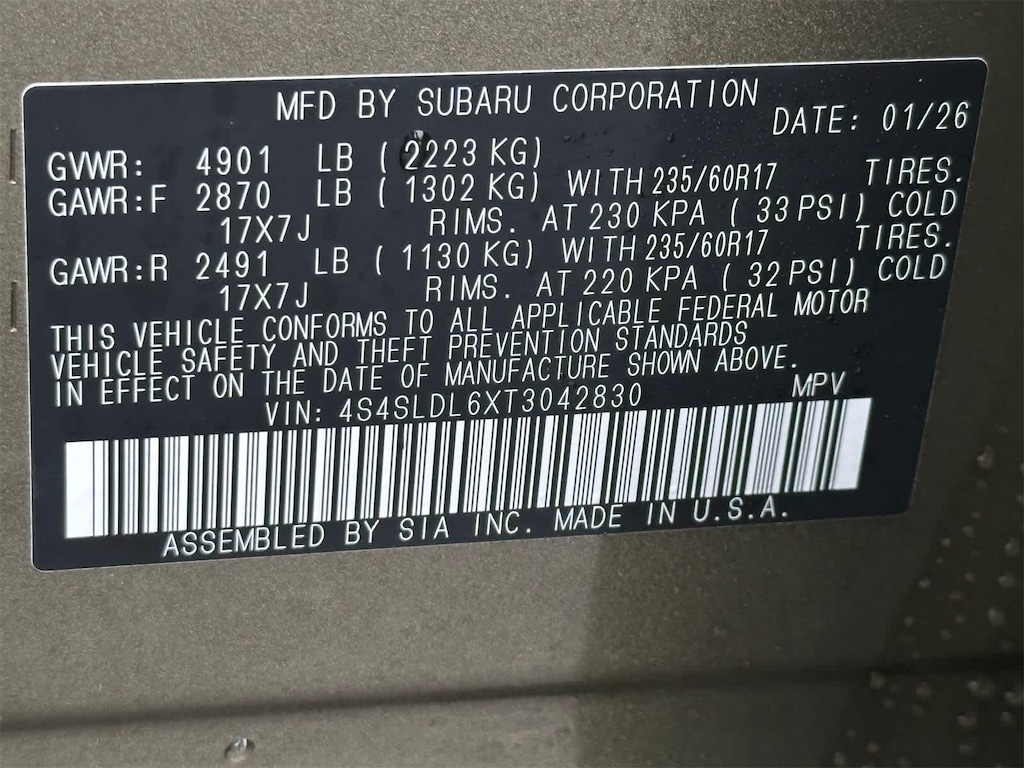 MFD BY SUBARU CORPORATION
DATE: 01/26
GVWR: 4901 LB ( 2223 KG)
GAWR:F 2870 LB ( 1302 KG) WITH 235/60R17 TIRES.
17X7J RIMS. AT 230 KPA ( 33 PSI) COLD
GAWR:R 2491 LB ( 1130 KG) WITH 235/60R17 TIRES.
17X7J RIMS. AT 220 KPA ( 32 PSI) COLD
THIS VEHICLE CONFORMS TO ALL APPLICABLE FEDERAL MOTOR
VEHICLE SAFETY AND THEFT PREVENTION STANDARDS
IN EFFECT ON THE DATE OF MANUFACTURE SHOWN ABOVE.
VIN: 4S4SLDL6XT3042830 MPV
ASSEMBLED BY SIA INC. MADE IN U.S.A.